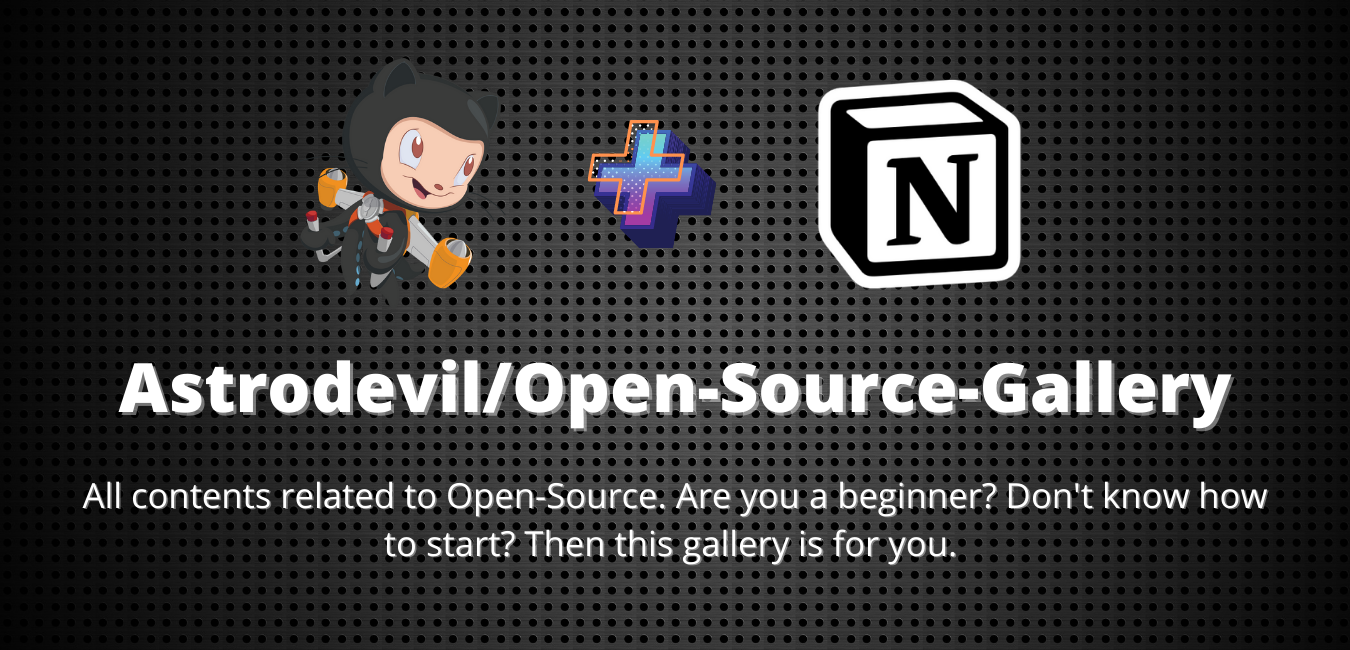 N
Astrodevil/Open-Source-Gallery
All contents related to Open-Source. Are you a beginner? Don't know how
to start? Then this gallery is for you.